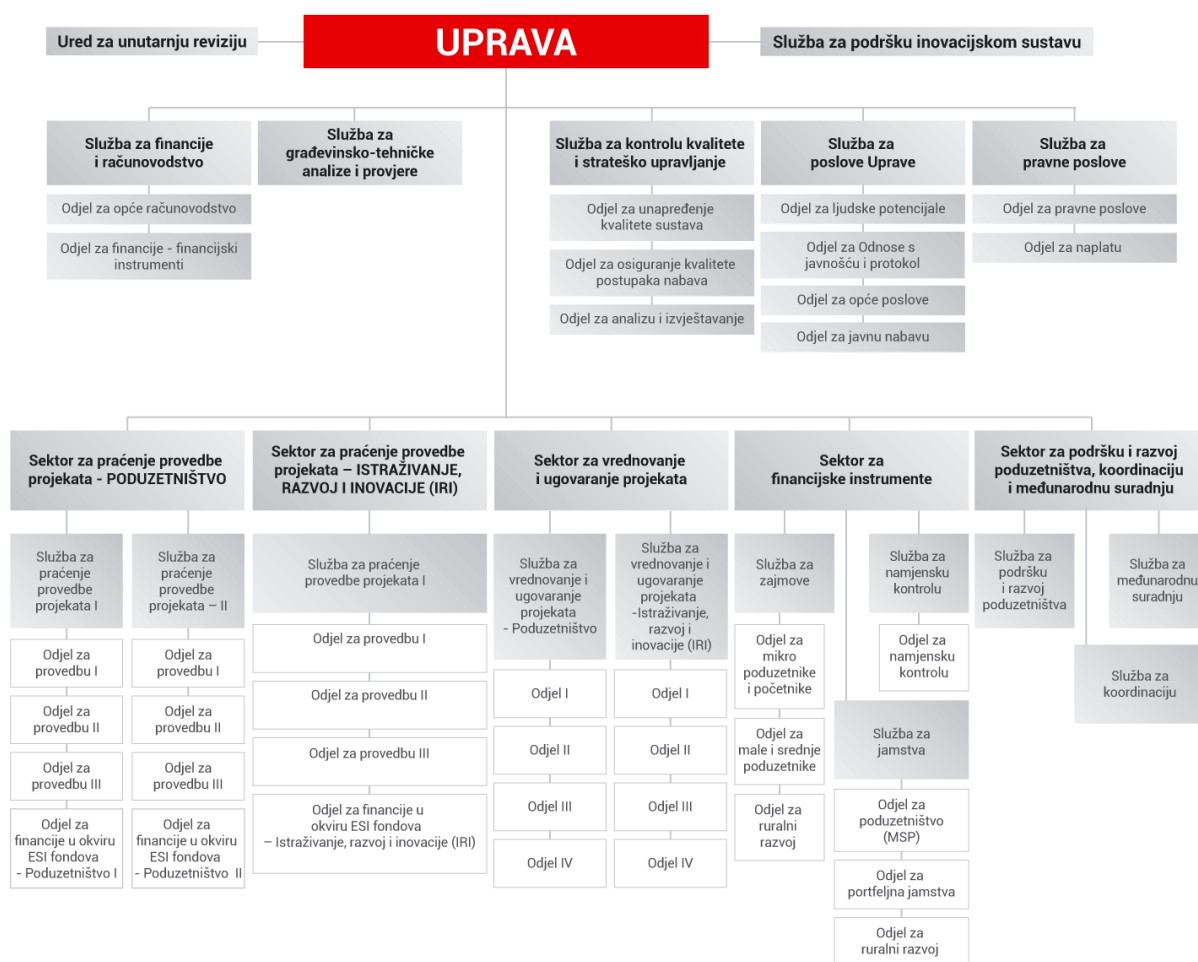 Ured za unutarnju reviziju
UPRAVA
Služba za podršku inovacijskom sustavu
Služba za financije
i računovodstvo
Odjel za opće računovodstvo
Odjel za financije - financijski
instrumenti
Služba za
građevinsko-tehničke
analize i provjere
Služba za kontrolu kvalitete
i strateško upravljanje
Odjel za unapređenje
kvalitete sustava
Odjel za osiguranje kvalitete
postupaka nabava
Odjel za analizu i izvještavanje
Služba za
poslove Uprave
Odjel za ljudske potencijale
Odjel za Odnose s
javnošću i protokol
Odjel za opće poslove
Odjel za javnu nabavu
Služba za
pravne poslove
Odjel za pravne poslove
Odjel za naplatu
Sektor za praćenje provedbe
projekata - PODUZETNIŠTVO
Služba za
praćenje
provedbe
projekata I
Odjel za
provedbu I
Odjel za
provedbu II
Odjel za
provedbu III
Odjel za
financije u okviru
ESI fondova
- Poduzetništvo I
Služba za
praćenje
provedbe
projekata – II
Odjel za
provedbu I
Odjel za
provedbu II
Odjel za
provedbu III
Odjel za
financije u okviru
ESI fondova
- Poduzetništvo II
Sektor za praćenje provedbe
projekata – ISTRAŽIVANJE,
RAZVOJ I INOVACIJE (IRI)
Služba za praćenje
provedbe projekata I
Odjel za provedbu I
Odjel za provedbu II
Odjel za provedbu III
Odjel za financije u
okviru ESI fondova
– Istraživanje, razvoj i inovacije (IRI)
Sektor za vrednovanje
i ugovaranje projekata
Služba za
vrednovanje i
ugovaranje
projekata
- Poduzetništvo
Odjel I
Odjel II
Odjel III
Odjel IV
Služba za
vrednovanje i
ugovaranje
projekata
-Istraživanje,
razvoj i
inovacije (IRI)
Odjel I
Odjel II
Odjel III
Odjel IV
Sektor za
financijske instrumente
Služba za
zajmove
Odjel za
mikro
poduzetnike
i početnike
Odjel za
male i srednje
poduzetnike
Odjel za
ruralni
razvoj
Služba za
namjensku
kontrolu
Odjel za
namjensku
kontrolu
Služba za
jamstva
Odjel za
poduzetništvo
(MSP)
Odjel za
portfeljna jamstva
Odjel za
ruralni razvoj
Sektor za podršku i razvoj
poduzetništva, koordinaciju
i međunarodnu suradnju
Služba za
podršku
i razvoj
poduzetništva
Služba za
međunarodnu
suradnju
Služba za
koordinaciju